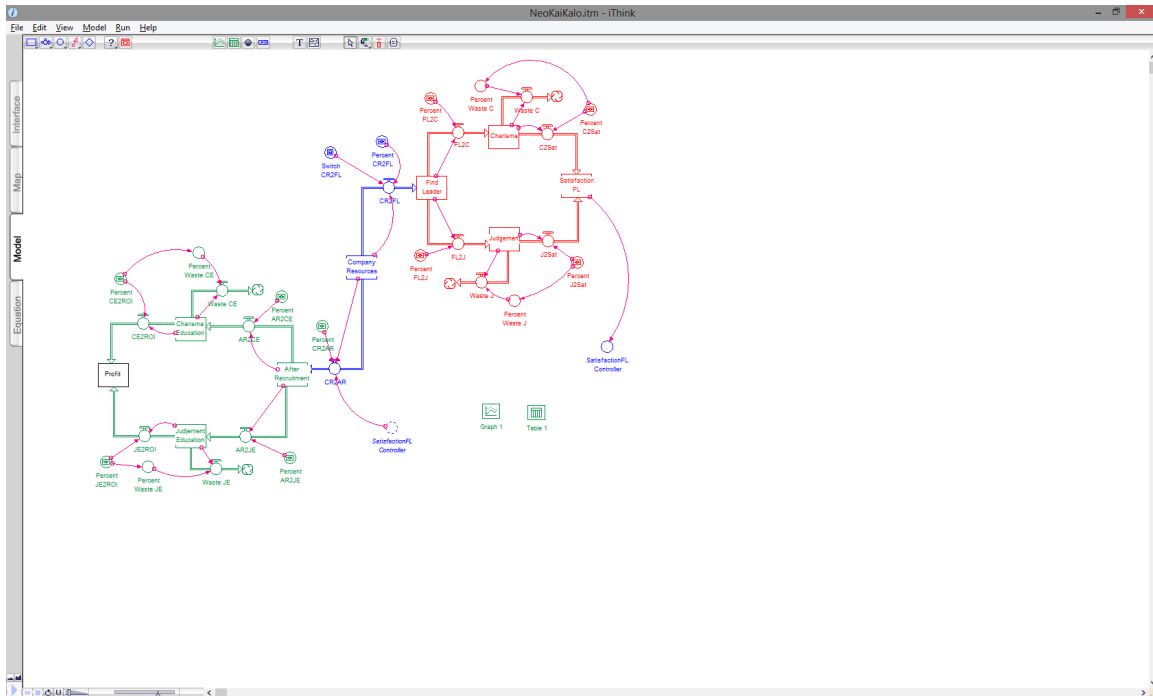 NeoKaiKalo.itm - iThink
File Edit View Model Run Help
Interface
Map
Model
Equation
Percent
Waste C
Waste C
Percent
FL2C
Percent
C2Sat
FL2C
Charisma
C2Sat
Switch
CR2FL
Percent
CR2FL
CR2FL
Find
Leader
Satisfaction
FL
Judgement
FL2J
J2Sat
Percent
FL2J
Percent
J2Sat
Waste J
Percent
Waste J
Company
Resources
Percent
Waste CE
Percent
CE2ROI
Waste CE
Percent
AR2CE
CE2ROI
Charisma
Education
AR2CE
Percent
CR2AR
SatisfactionFL
Controller
Profit
After
Recruitment
CR2AR
Graph 1
Table 1
Judjement
Education
JE2ROI
AR2JE
SatisfactionFL
Controller
Percent
JE2ROI
Percent
Waste JE
Waste JE
Percent
AR2JE